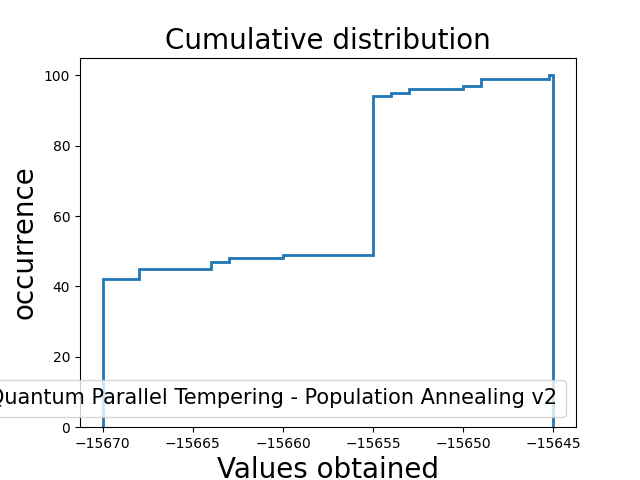 Cumulative distribution
occurrence
100
80
60
40
20
0
Parallel Tempering - Population Annealing v2
−15670 −15665 −15660 −15655 −15650 −15645
Values obtained